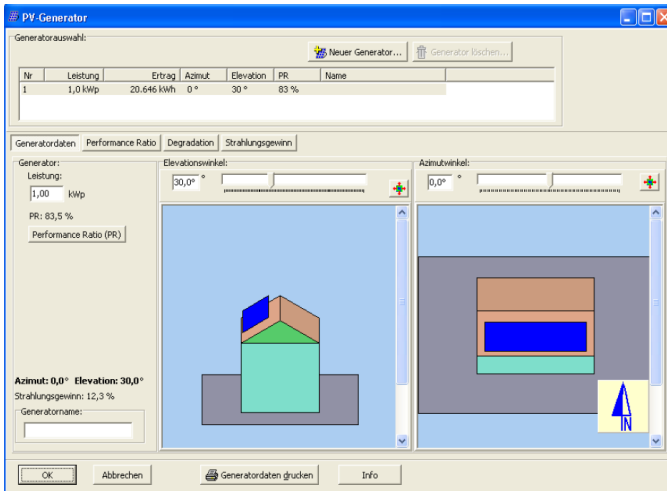 PV-Generator
Generatorauswahl:
Neuer Generator... Generator löschen...
Nr Leistung Ertrag Azimut Elevation PR Name
1 1,0 kWp 20.646 kWh 0 ° 30 ° 83 %
Generatordaten Performance Ratio Degradation Strahlungsgewinn
Generator: Elevationswinkel: Azimutwinkel:
Leistung: 30,0° ° 0,0° °
1,00 kWp
PR: 83,5 %
Performance Ratio (PR)
Azimut: 0,0° Elevation: 30,0°
Strahlungsgewinn: 12,3 %
Generatorname:
N
OK Abbrechen Generatordaten drucken Info